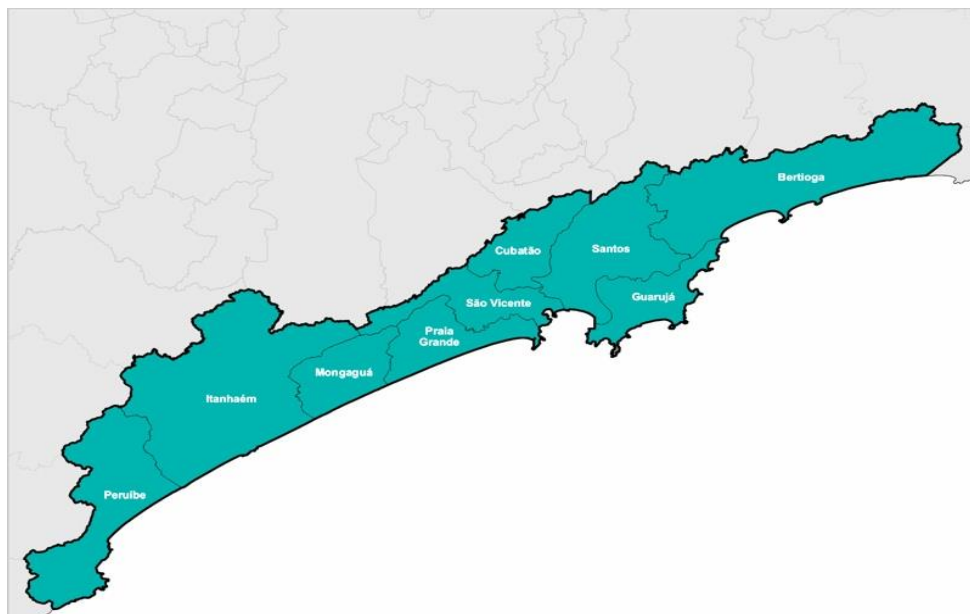 Bertioga
Cubatão
Santos
Guarujá
São Vicente
Praia
Grande
Mongaguá
Itanhaém
Peruíbe